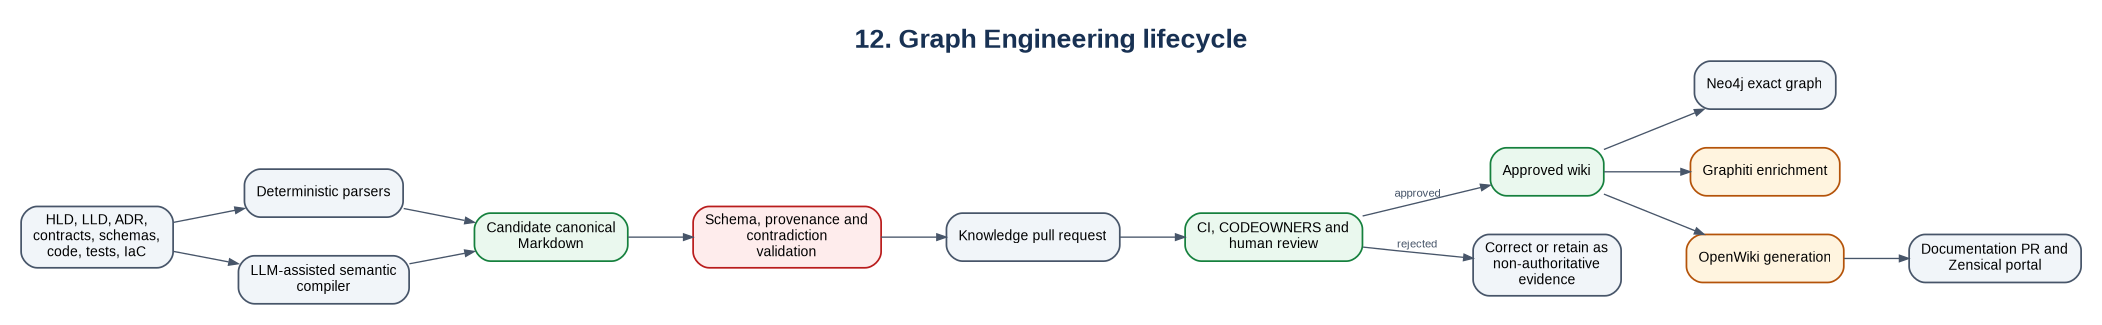 12. Graph Engineering lifecycle
HLD, LLD, ADR,
contracts, schemas,
code, tests, IaC
Deterministic parsers
LLM-assisted semantic
compiler
Candidate canonical
Markdown
Schema, provenance and
contradiction
validation
Knowledge pull request
CI, CODEOWNERS and
human review
approved
rejected
Approved wiki
Correct or retain as
non-authoritative
evidence
Neo4j exact graph
Graphiti enrichment
OpenWiki generation
Documentation PR and
Zensical portal